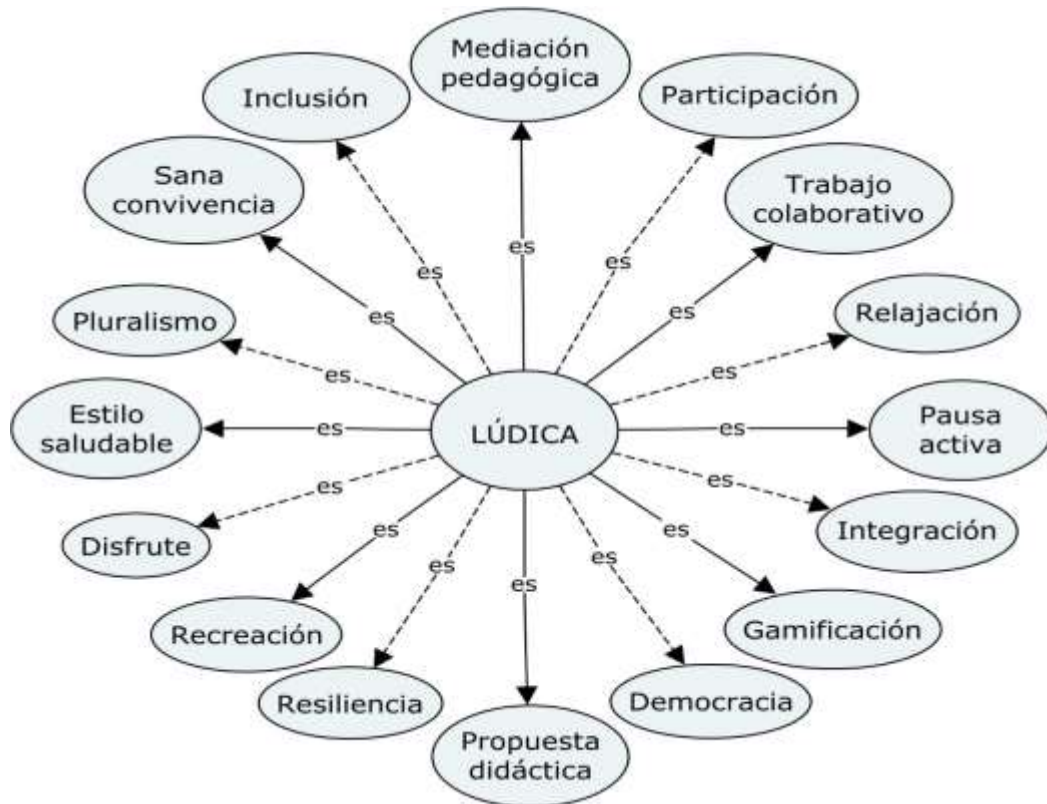 Mediación
pedagógica
Inclusión
Participación
Sana
convivencia
Trabajo
colaborativo
es
es
es
es
es
Pluralismo
Relajación
es
es
Estilo
saludable
es
LÚDICA
es
Pausa
activa
es
es
Disfrute
Integración
es
es
es
es
es
Recreación
Gamificación
Resiliencia
Democracia
Propuesta
didáctica